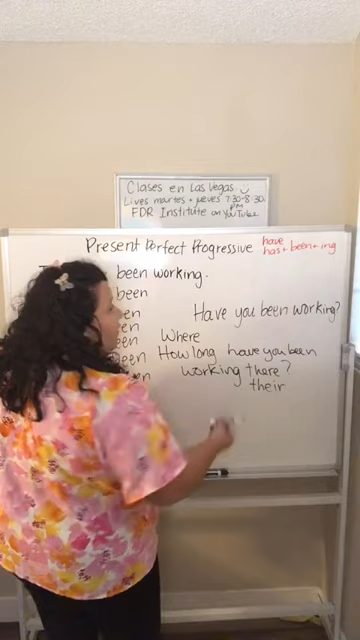 Clases en Las Vegas
Lives martes + jueves 7:30-8:30
PM
FDR Institute on YouTube
Present Perfect Progressive
have
has + been + ing
been working.
been
Have you been working?
Where
How long have you been
working there?
their